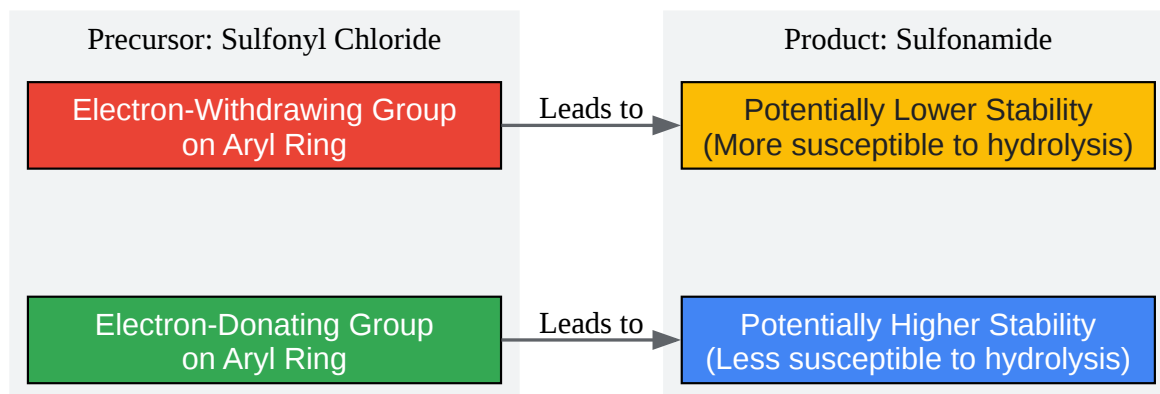 Precursor: Sulfonyl Chloride
Product: Sulfonamide
Electron-Withdrawing Group
on Aryl Ring
Leads to
Potentially Lower Stability
(More susceptible to hydrolysis)
Electron-Donating Group
on Aryl Ring
Leads to
Potentially Higher Stability
(Less susceptible to hydrolysis)